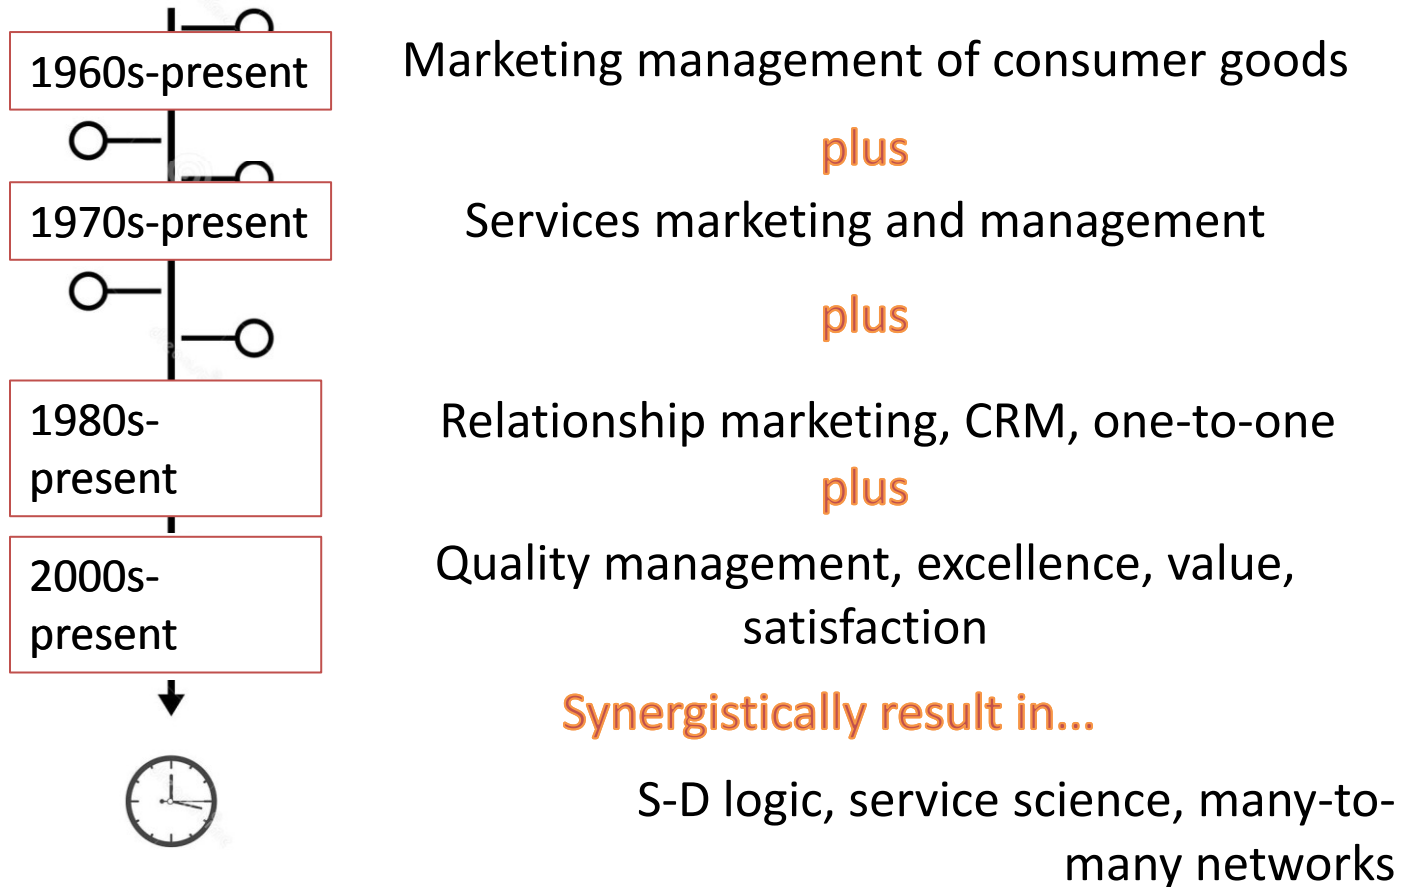 1960s-present
Marketing management of consumer goods
plus
1970s-present
Services marketing and management
plus
1980s-
present
Relationship marketing, CRM, one-to-one
plus
2000s-
present
Quality management, excellence, value,
satisfaction
Synergistically result in...
S-D logic, service science, many-to-
many networks